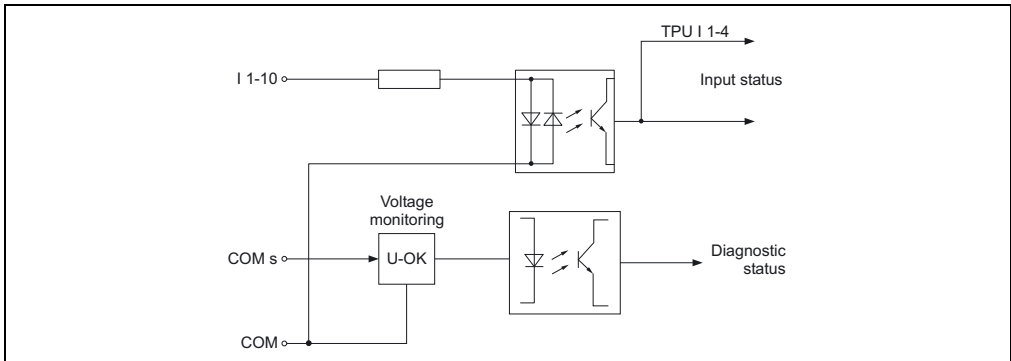 TPU I 1-4
I 1-10
Input status
Voltage
monitoring
COM s
U-OK
Diagnostic
status
COM